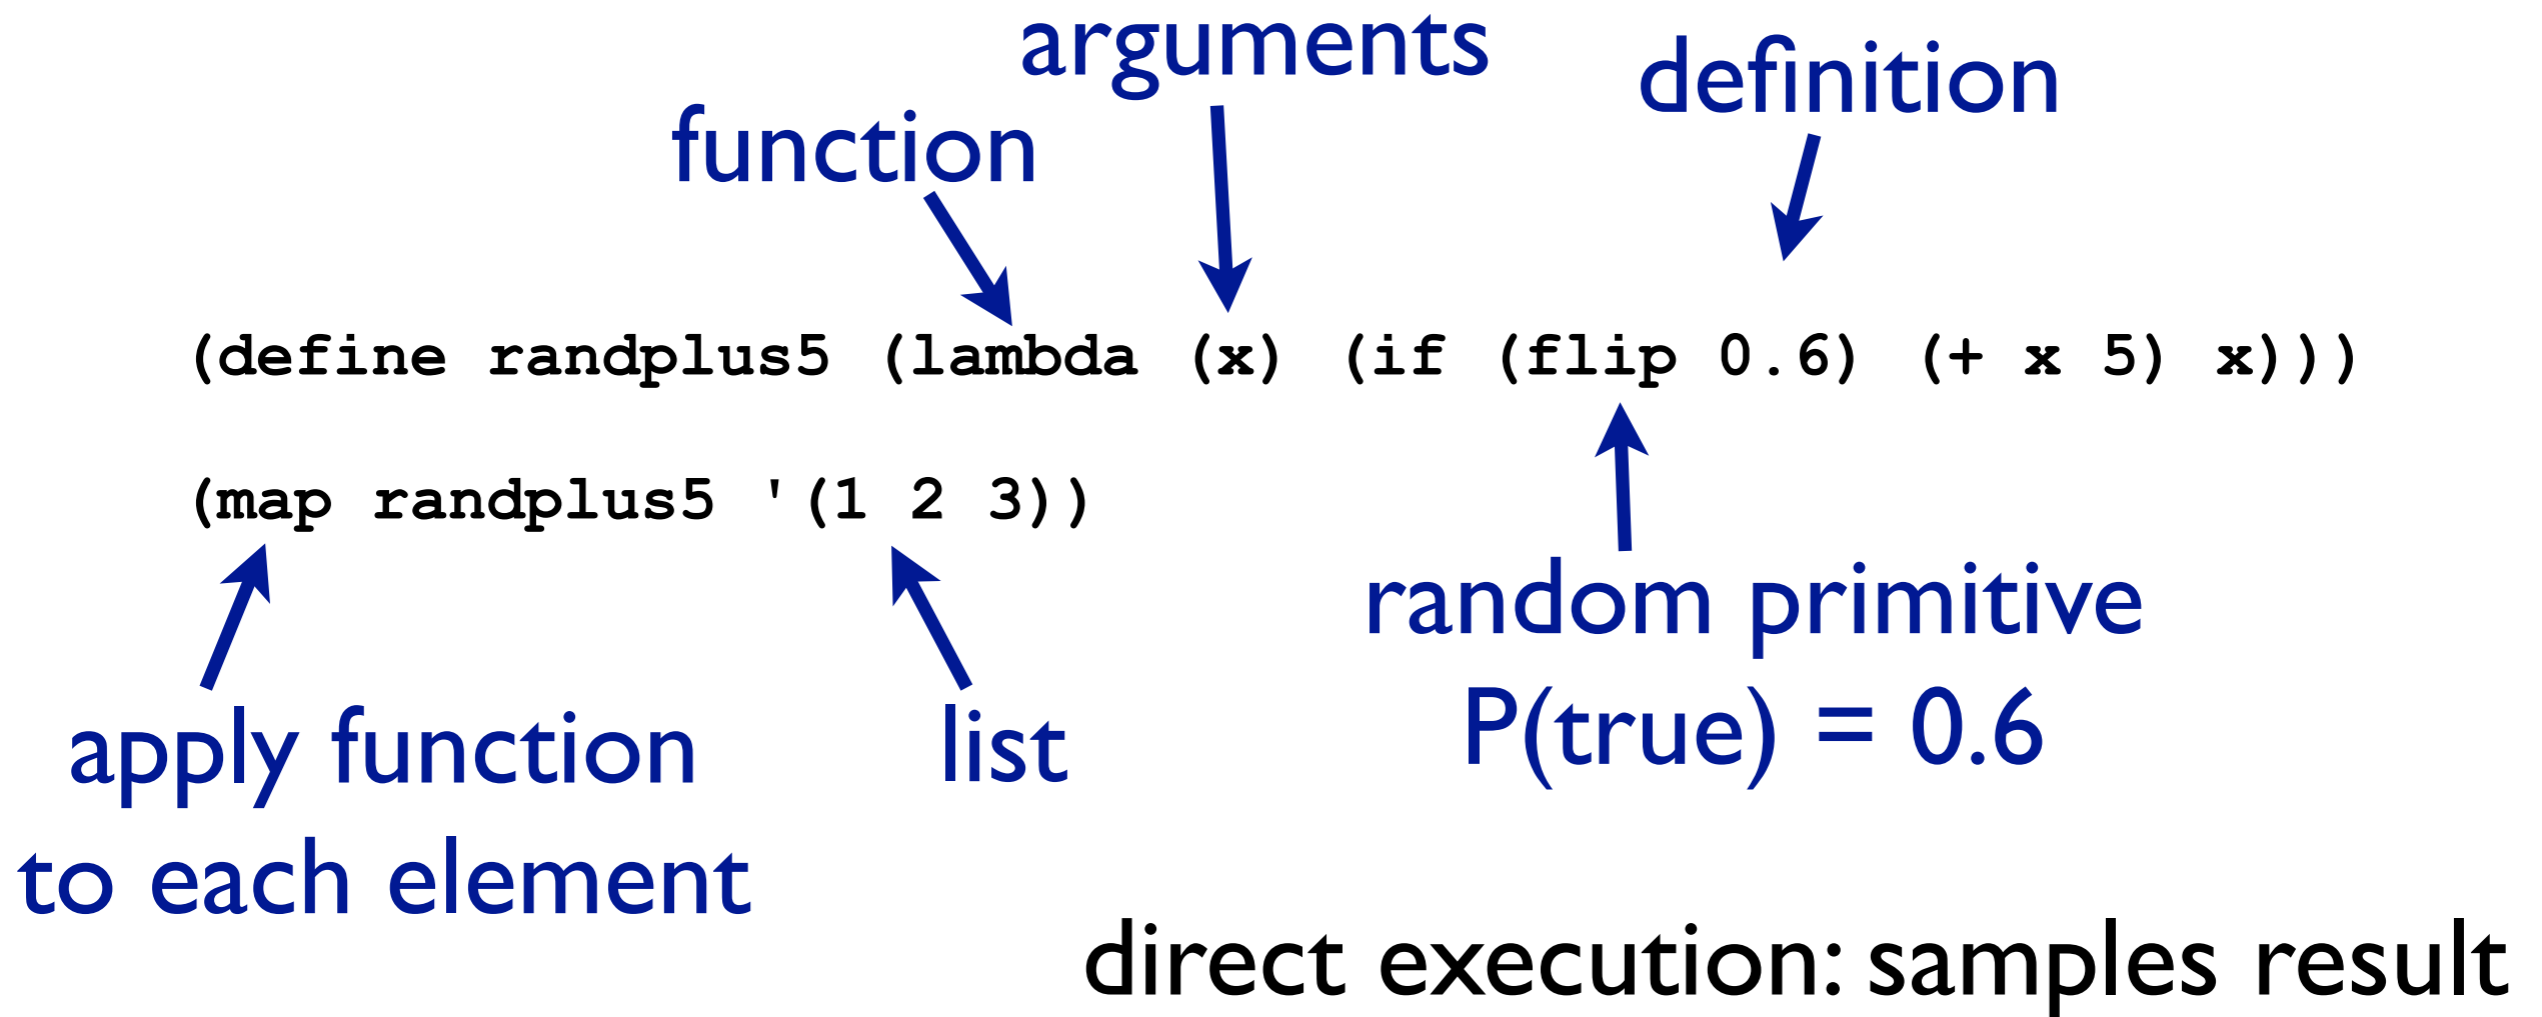 arguments
definition
function
(define randplus5 (lambda (x) (if (flip 0.6) (+ x 5) x)))
(map randplus5 '(1 2 3))
random primitive
P(true) = 0.6
apply function
to each element
list
direct execution: samples result